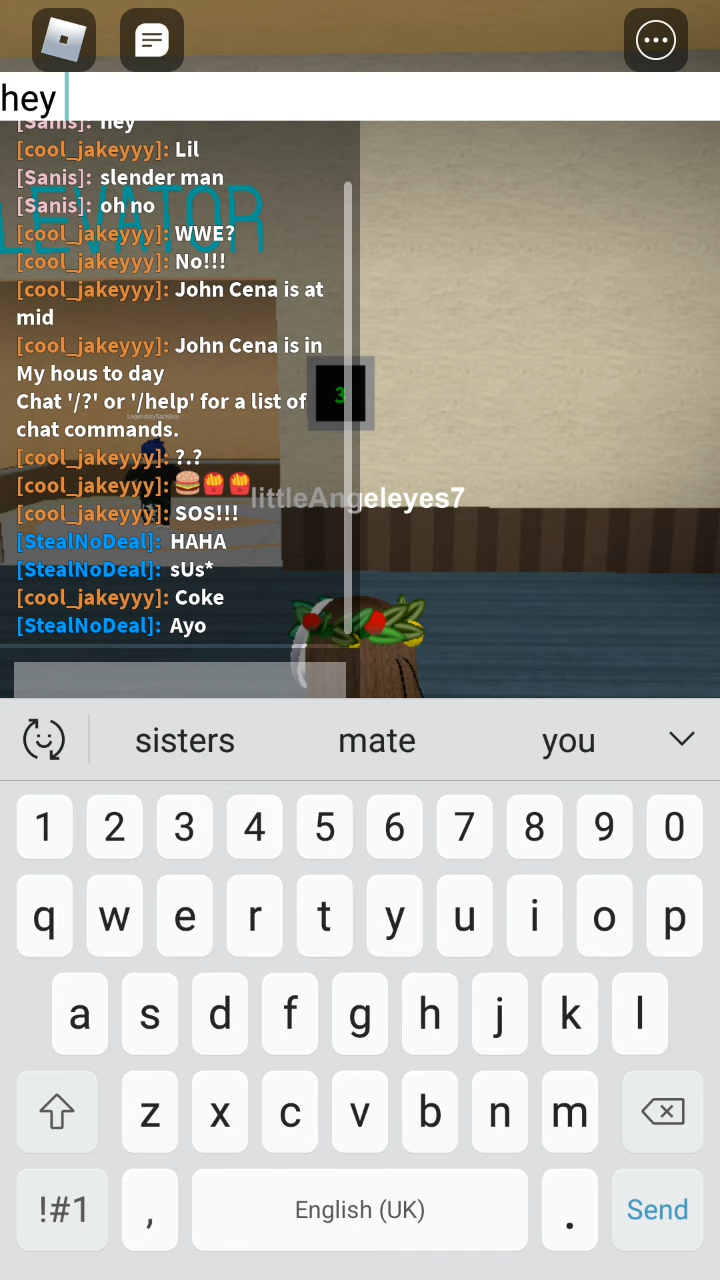 hey
[Sanis]: hey
[cool_jakeyyy]: Lil
[Sanis]: slender man
[Sanis]: oh no
LEVATOR
[cool_jakeyyy]: WWE?
[cool_jakeyyy]: No!!!
[cool_jakeyyy]: John Cena is at
mid
[cool_jakeyyy]: John Cena is in
My hous to day
Chat '/?' or '/help' for a list of
3
LegendarySackBoy
chat commands.
[cool_jakeyyy]: ?.?
[cool_jakeyyy]: 🍔🍟🍟
littleAngeleyes7
[cool_jakeyyy]: SOS!!!
[StealNoDeal]: HAHA
[StealNoDeal]: sUs*
[cool_jakeyyy]: Coke
[StealNoDeal]: Ayo
sisters mate you
1 2 3 4 5 6 7 8 9 0
q w e r t y u i o p
a s d f g h j k l
z x c v b n m
!#1 , English (UK) . Send